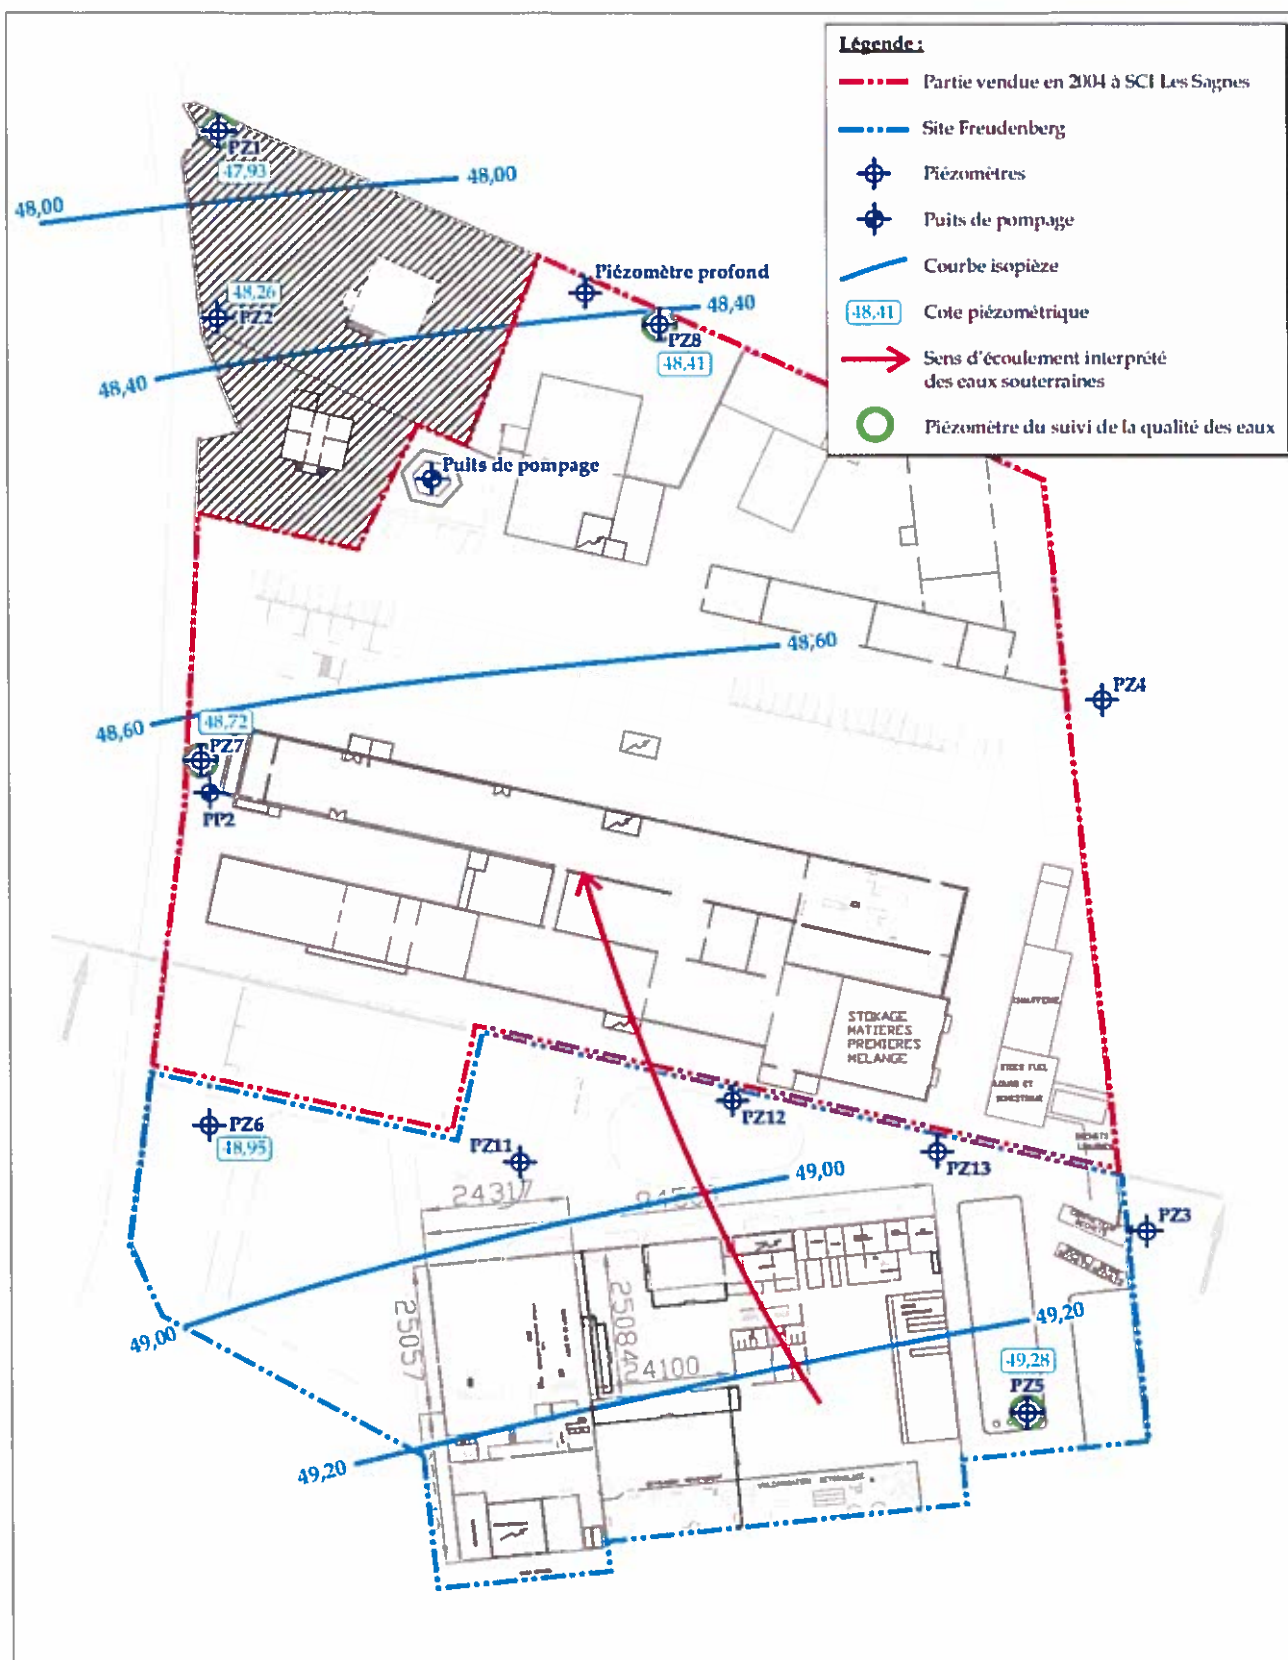 Légende :
Partie vendue en 2004 à SCI Les Sagnes
Site Freudenberg
Piézomètres
Puits de pompage
Courbe isopièze
48,41
Cote piézométrique
Sens d'écoulement interprété
des eaux souterraines
Piézomètre du suivi de la qualité des eaux
PZ1
47,93
48,00
48,00
Piézomètre profond
48,26
PZ2
48,40
PZ8
48,41
48,40
Puits de pompage
48,60
PZ4
48,60
48,72
PZ7
PP2
STOKAGE
MATIERES
PREMIERES
MELANGE
CHAUFFERIE
PZ12
PZ6
48,95
PZ11
PZ13
49,00
24317
PZ3
25057
250842
4100
49,00
49,20
49,28
PZ5
49,20